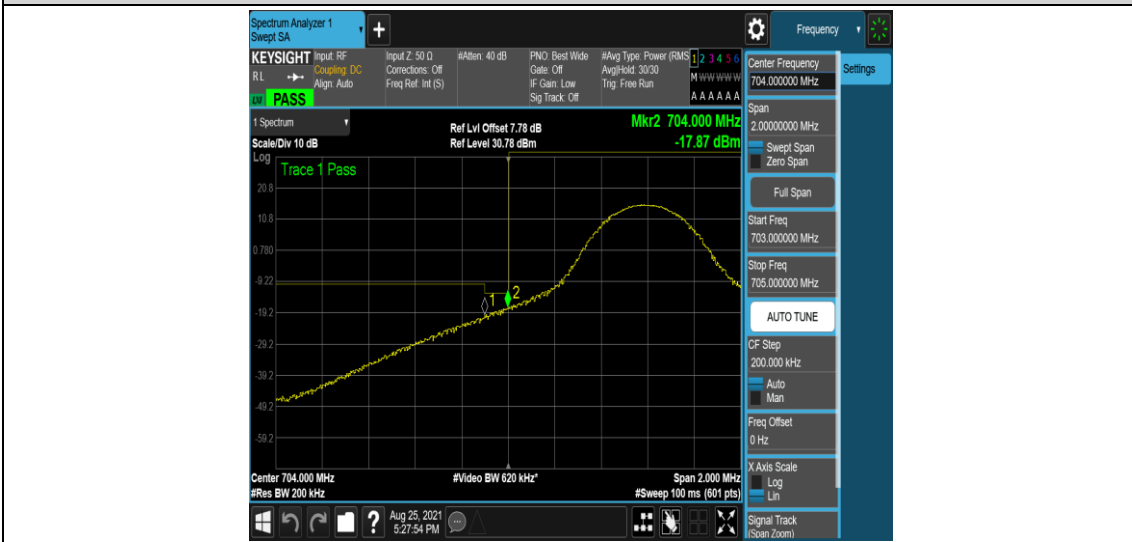 Spectrum Analyzer 1
Swept SA
+
Frequency
KEYSIGHT
Input: RF
Coupling: DC
Align: Auto
Input Z: 50 Ω
Corrections: Off
Freq Ref: Int (S)
#Atten: 40 dB
PNO: Best Wide
Gate: Off
IF Gain: Low
Sig Track: Off
#Avg Type: Power (RMS
Avg|Hold: 30/30
Trig: Free Run
1 2 3 4 5 6
M W W W W W
A A A A A A
R L
LXI
PASS
1 Spectrum
Scale/Div 10 dB
Ref Lvl Offset 7.78 dB
Ref Level 30.78 dBm
Mkr2 704.000 MHz
-17.87 dBm
Log
Trace 1 Pass
20.8
10.8
0.780
-9.22
-19.2
-29.2
-39.2
-49.2
-59.2
1
2
Center 704.000 MHz
#Res BW 200 kHz
#Video BW 620 kHz*
Span 2.000 MHz
#Sweep 100 ms (601 pts)
Center Frequency
704.000000 MHz
Settings
Span
2.00000000 MHz
Swept Span
Zero Span
Full Span
Start Freq
703.000000 MHz
Stop Freq
705.000000 MHz
AUTO TUNE
CF Step
200.000 kHz
Auto
Man
Freq Offset
0 Hz
X Axis Scale
Log
Lin
Signal Track
(Span Zoom)
?
Aug 25, 2021
5:27:54 PM